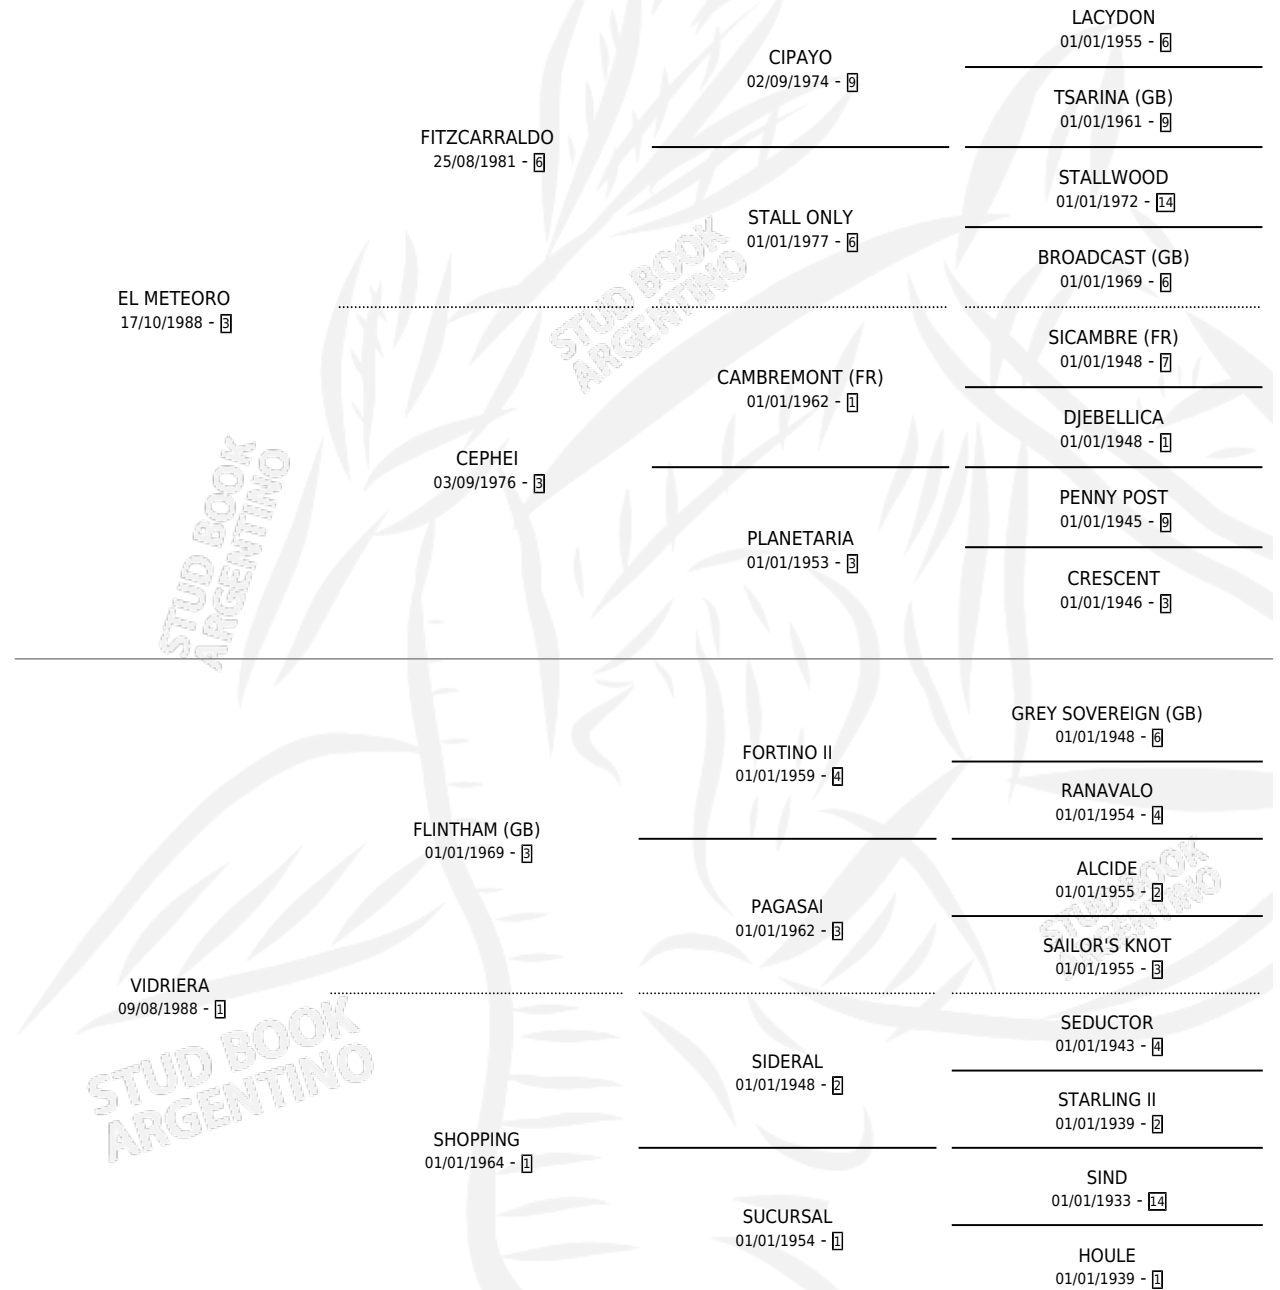 LACYDON
01/01/1955 - 6
CIPAYO
02/09/1974 - 9
TSARINA (GB)
01/01/1961 - 9
FITZCARRALDO
25/08/1981 - 6
STALLWOOD
01/01/1972 - 14
STALL ONLY
01/01/1977 - 6
BROADCAST (GB)
01/01/1969 - 6
EL METEORO
17/10/1988 - 3
SICAMBRE (FR)
01/01/1948 - 7
CAMBREMONT (FR)
01/01/1962 - 1
DJEBELLICA
01/01/1948 - 1
CEPHEI
03/09/1976 - 3
PENNY POST
01/01/1945 - 9
PLANETARIA
01/01/1953 - 3
CRESCENT
01/01/1946 - 3
GREY SOVEREIGN (GB)
01/01/1948 - 6
FORTINO II
01/01/1959 - 4
RANAVALO
01/01/1954 - 4
FLINTHAM (GB)
01/01/1969 - 3
ALCIDE
01/01/1955 - 2
PAGASAI
01/01/1962 - 3
SAILOR'S KNOT
01/01/1955 - 3
VIDRIERA
09/08/1988 - 1
SEDUCTOR
01/01/1943 - 4
SIDERAL
01/01/1948 - 2
STARLING II
01/01/1939 - 2
SHOPPING
01/01/1964 - 1
SIND
01/01/1933 - 14
SUCURSAL
01/01/1954 - 1
HOULE
01/01/1939 - 1
STUD BOOK
ARGENTINO
STUD BOOK
ARGENTINO
STUD BOOK
ARGENTINO
STUD BOOK
ARGENTINO